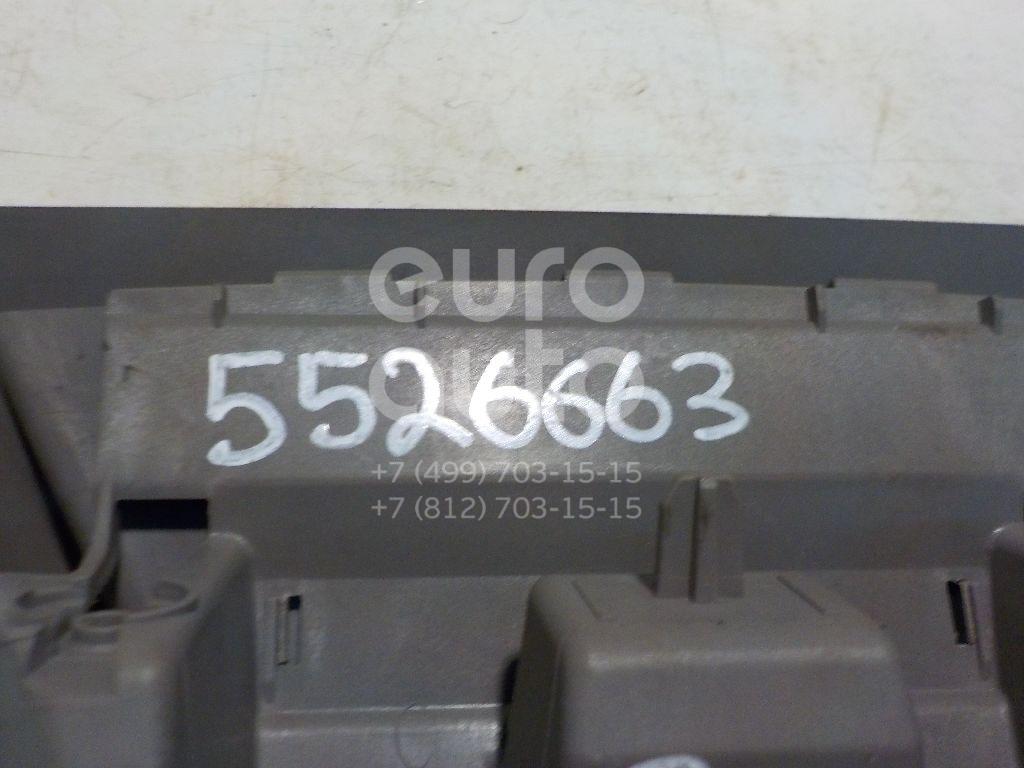 euro
auto
5526663
+7 (499) 703-15-15
+7 (812) 703-15-15